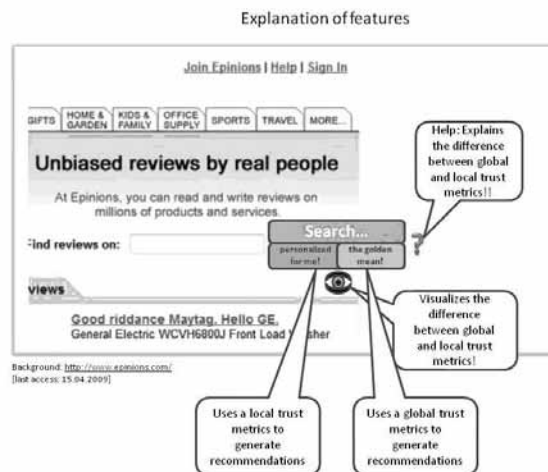 Explanation of features
Join Epinions | Help | Sign In
GIFTS
HOME &
GARDEN
KIDS &
FAMILY
OFFICE
SUPPLY
SPORTS
TRAVEL
MORE...
Help: Explains
the difference
between global
and local trust
metrics!!
Unbiased reviews by real people
At Epinions, you can read and write reviews on
millions of products and services.
Find reviews on:
Search...
personalized
for me!
the golden
mean!
?
views
Visualizes the
difference
between global
and local trust
metrics!
Good riddance Maytag. Hello GE.
General Electric WCVH6800J Front Load Washer
Background: http://www.epinions.com/
[last access: 15.04.2009]
Uses a local trust
metrics to
generate
recommendations
Uses a global trust
metrics to
generate
recommendations